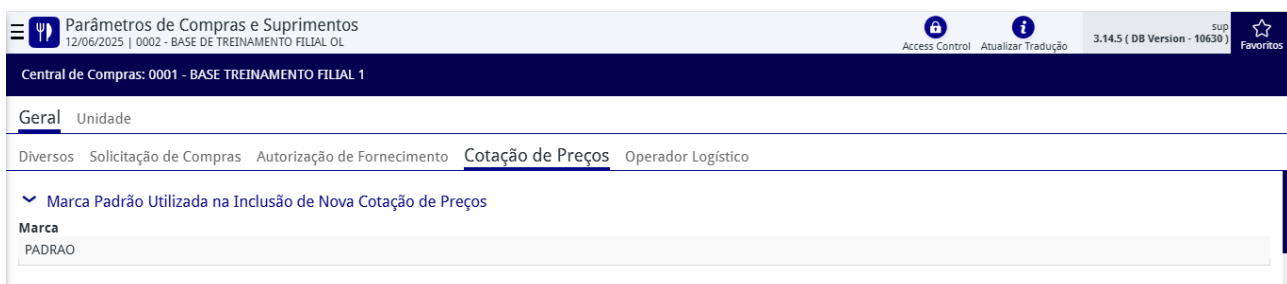 Parâmetros de Compras e Suprimentos
12/06/2025 | 0002 - BASE DE TREINAMENTO FILIAL OL
Access Control
Atualizar Tradução
sup
3.14.5 ( DB Version - 10630 )
Favoritos
Central de Compras: 0001 - BASE TREINAMENTO FILIAL 1
Geral Unidade
Diversos Solicitação de Compras Autorização de Fornecimento Cotação de Preços Operador Logístico
Marca Padrão Utilizada na Inclusão de Nova Cotação de Preços
Marca
PADRAO